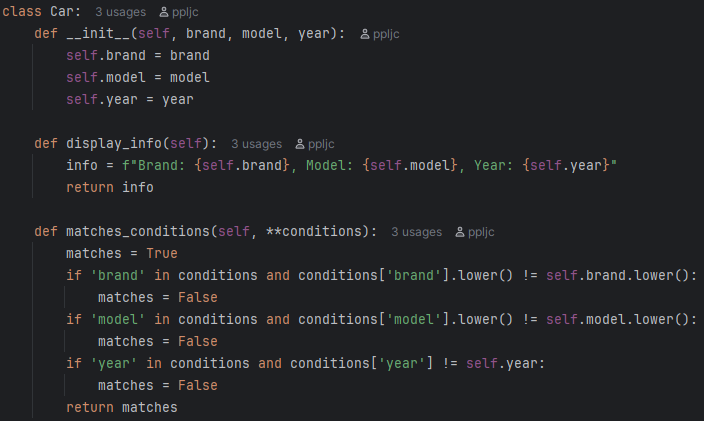 class Car:  3 usages  ppljc
    def __init__(self, brand, model, year):  ppljc
        self.brand = brand
        self.model = model
        self.year = year

    def display_info(self):  3 usages  ppljc
        info = f"Brand: {self.brand}, Model: {self.model}, Year: {self.year}"
        return info

    def matches_conditions(self, **conditions):  3 usages  ppljc
        matches = True
        if 'brand' in conditions and conditions['brand'].lower() != self.brand.lower():
            matches = False
        if 'model' in conditions and conditions['model'].lower() != self.model.lower():
            matches = False
        if 'year' in conditions and conditions['year'] != self.year:
            matches = False
        return matches